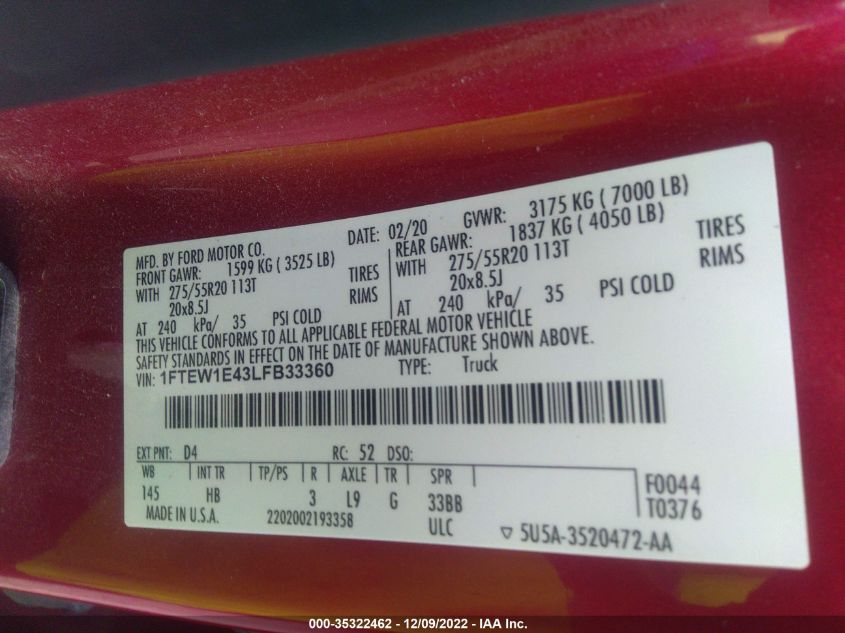 MFD. BY FORD MOTOR CO. DATE: 02/20 GVWR: 3175 KG ( 7000 LB)
FRONT GAWR: 1599 KG ( 3525 LB) REAR GAWR: 1837 KG ( 4050 LB)
WITH 275/55R20 113T TIRES WITH 275/55R20 113T TIRES
20x8.5J RIMS 20x8.5J RIMS
AT 240 kPa/ 35 PSI COLD AT 240 kPa/ 35 PSI COLD
THIS VEHICLE CONFORMS TO ALL APPLICABLE FEDERAL MOTOR VEHICLE
SAFETY STANDARDS IN EFFECT ON THE DATE OF MANUFACTURE SHOWN ABOVE.
VIN: 1FTEW1E43LFB33360 TYPE: Truck
EXT PNT: D4 RC: 52 DSO:
WB INT TR TP/PS R AXLE TR SPR F0044
145 HB 3 L9 G 33BB T0376
MADE IN U.S.A. 2202002193358 ULC 5U5A-3520472-AA
000-35322462 - 12/09/2022 - IAA Inc.